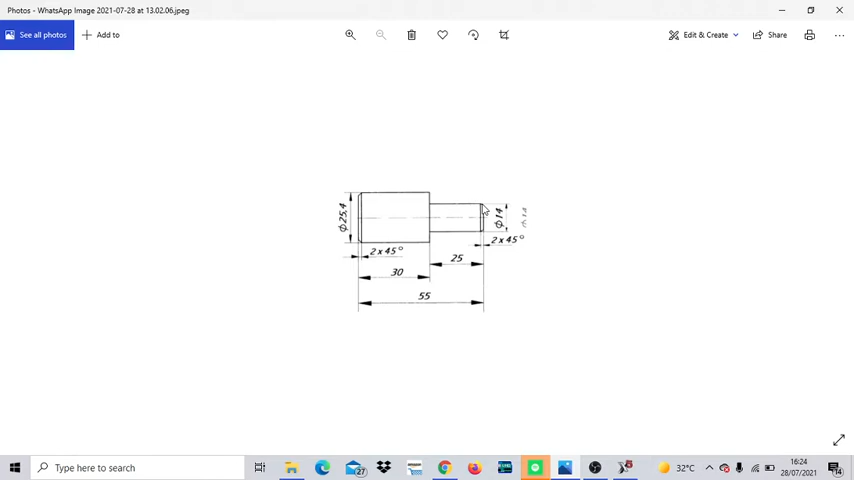 Photos - WhatsApp Image 2021-07-28 at 13.02.06.jpeg
See all photos
Add to
Edit & Create
Share
ϕ25,4
ϕ14
ϕ14
2 x 45°
2 x 45°
25
30
55
Type here to search
27
32°C
16:24
28/07/2021
14